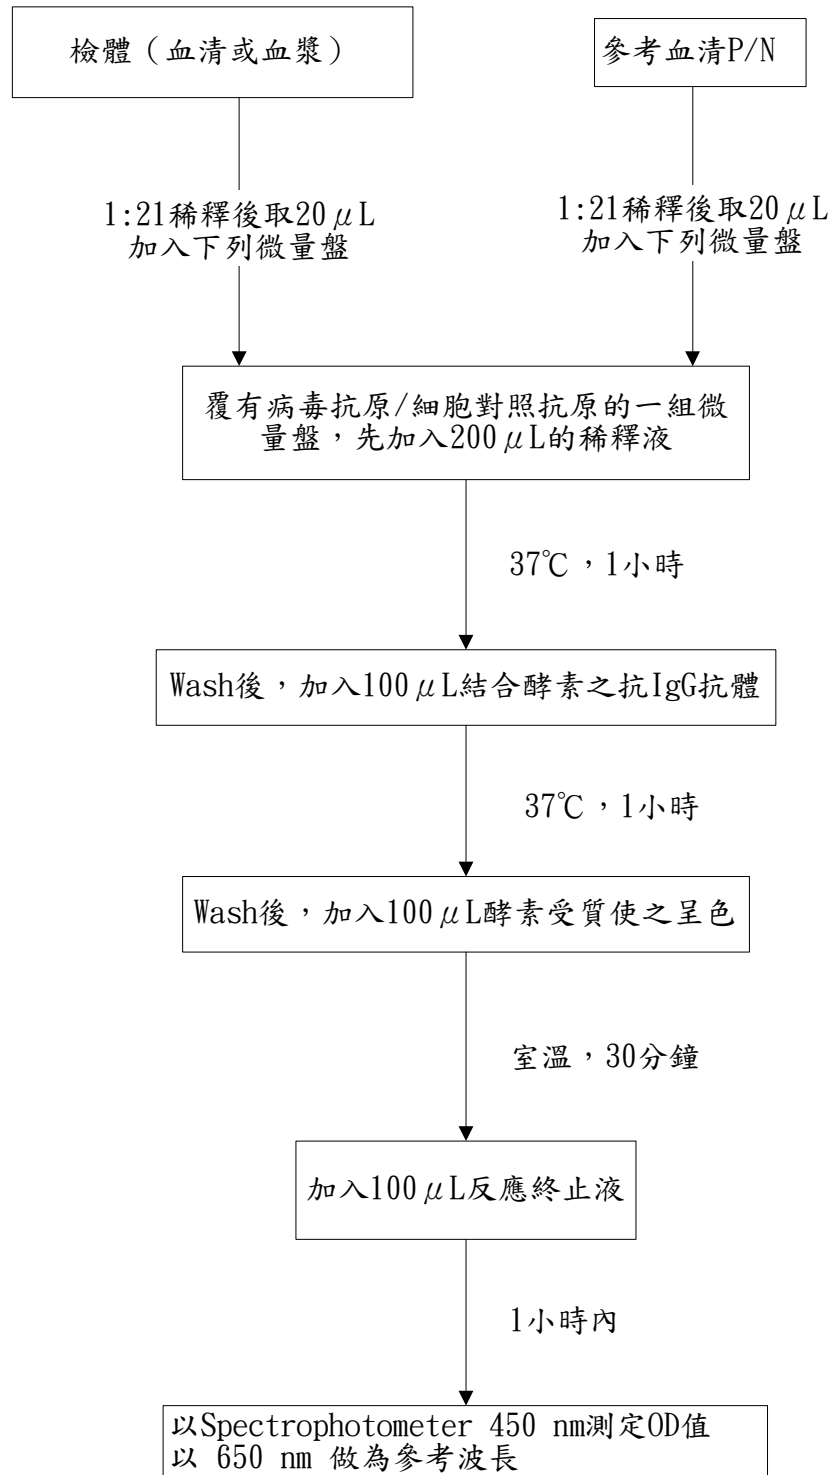 檢體（血清或血漿）
參考血清P/N
1:21稀釋後取20μL
加入下列微量盤
1:21稀釋後取20μL
加入下列微量盤
覆有病毒抗原/細胞對照抗原的一組微
量盤，先加入200μL的稀釋液
37℃，1小時
Wash後，加入100μL結合酵素之抗IgG抗體
37℃，1小時
Wash後，加入100μL酵素受質使之呈色
室溫，30分鐘
加入100μL反應終止液
1小時內
以Spectrophotometer 450 nm測定OD值
以 650 nm 做為參考波長